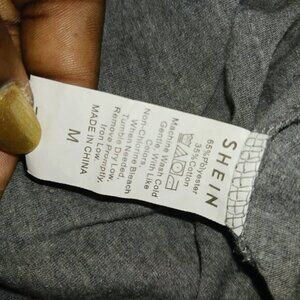 SHEIN
65%Polyester
35%Cotton
Machine Wash Cold
Gentle, With Like
Colors
Non-Chlorine Bleach
When Needed,
Tumble Dry Low,
Remove Promptly,
Iron Low.
MADE IN CHINA
M